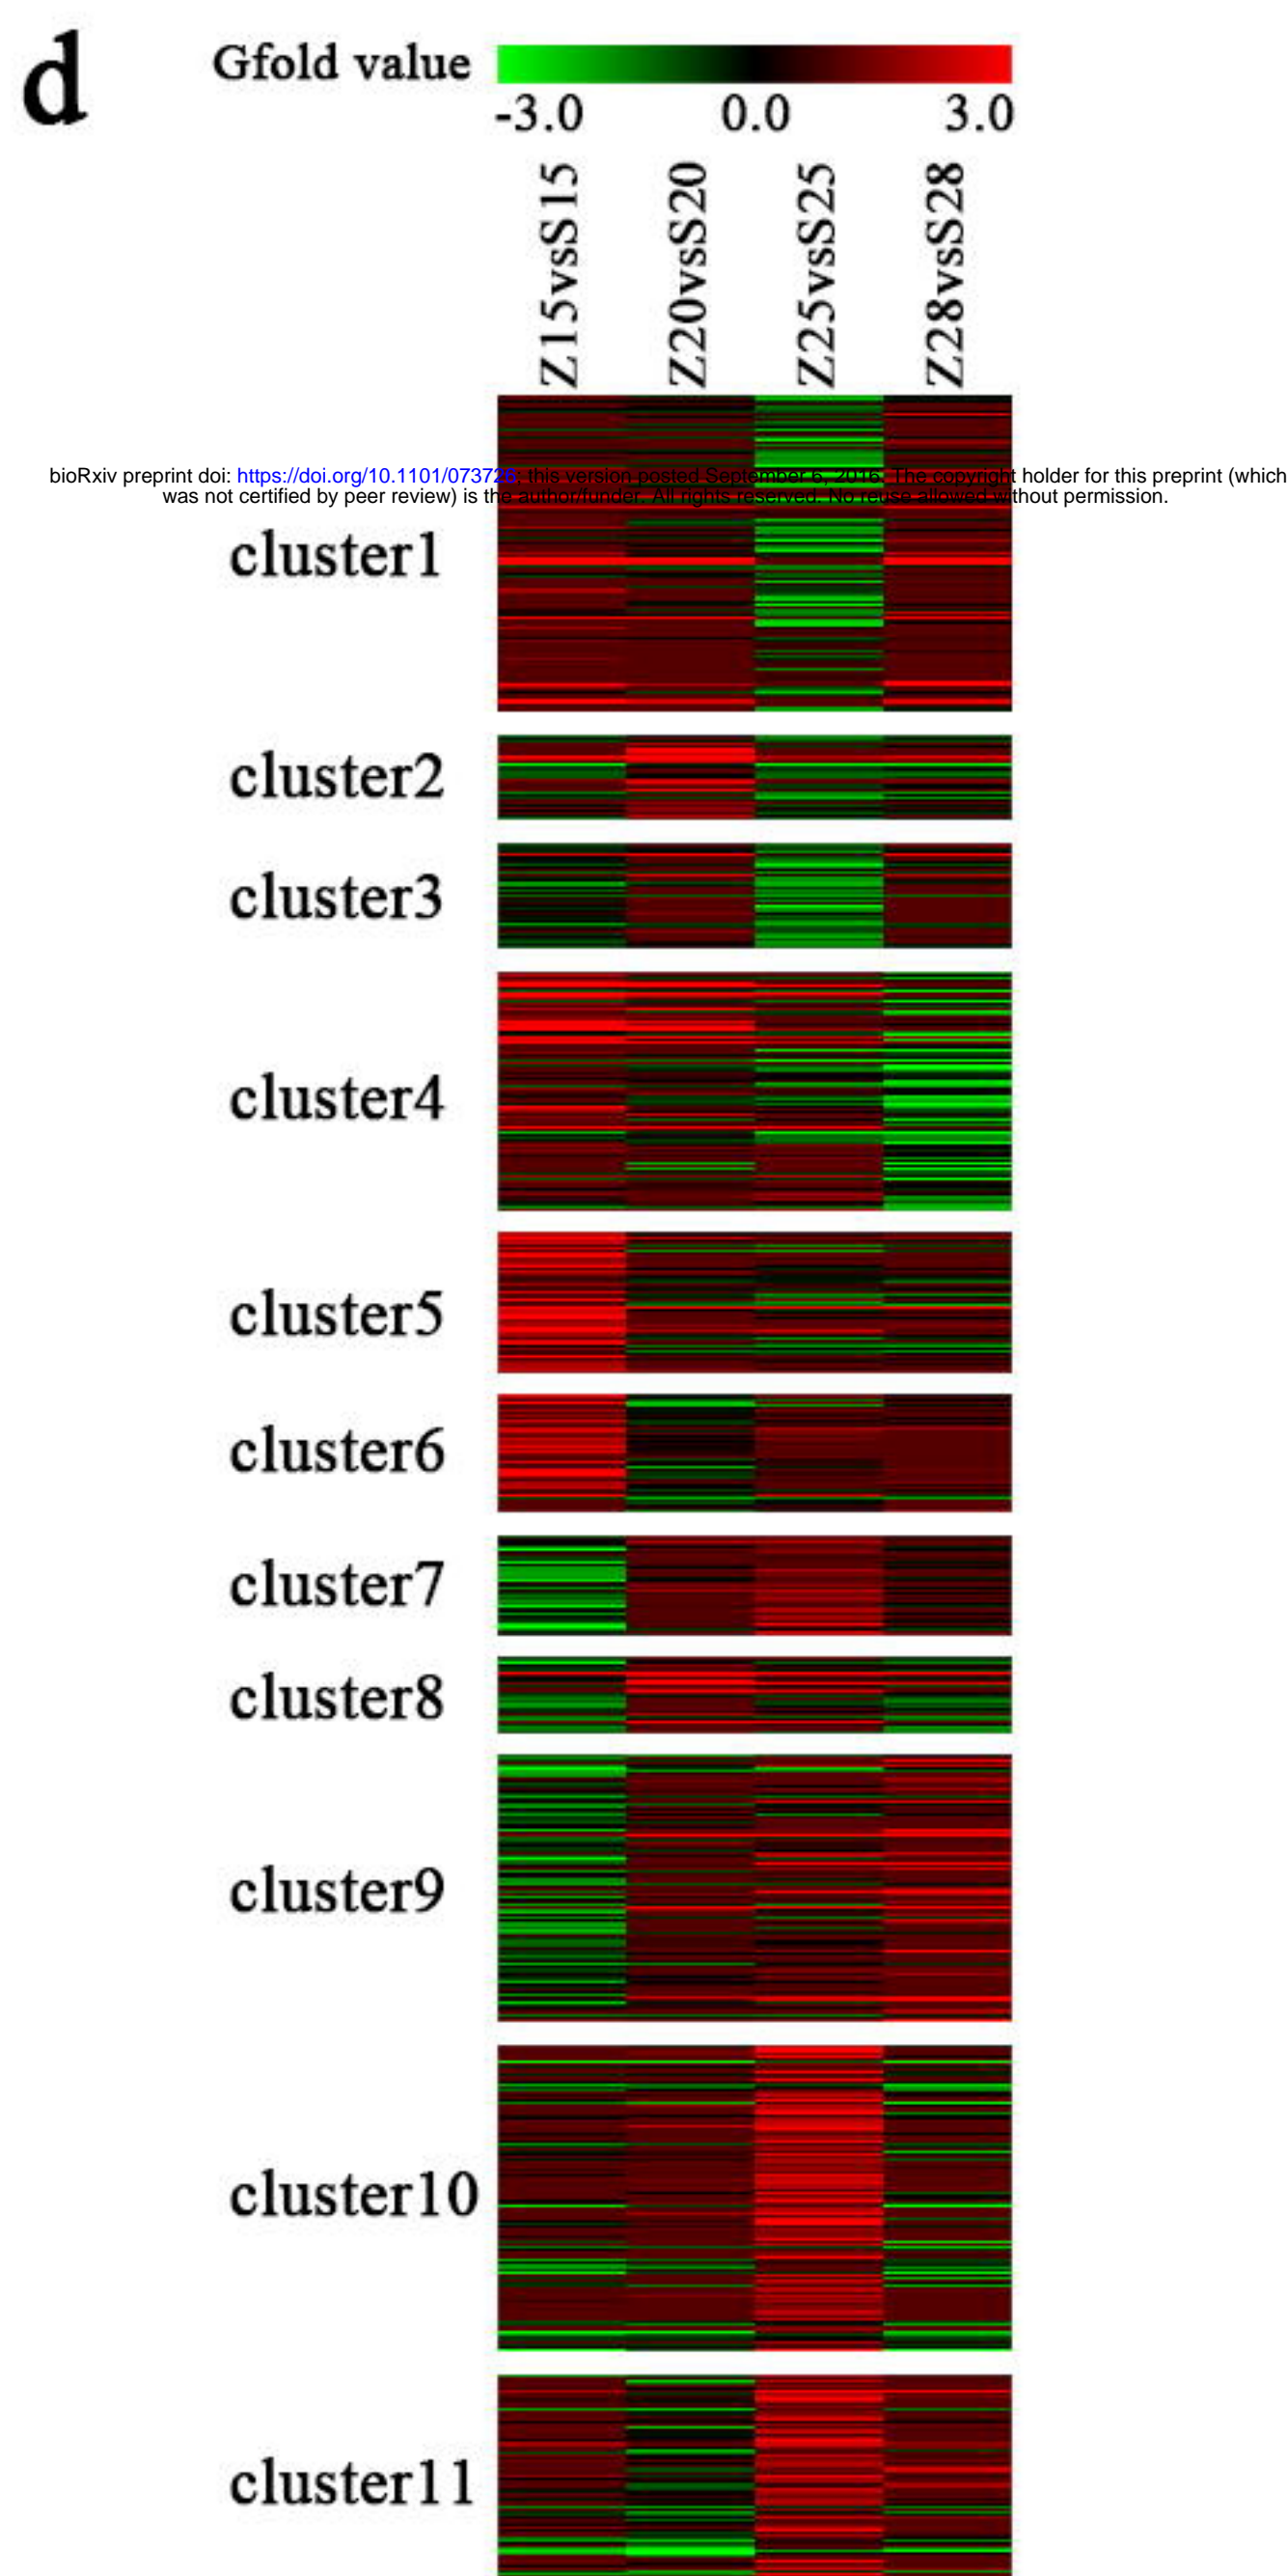 d
Gfold value
-3.0 0.0 3.0
Z15vsS15 Z20vsS20 Z25vsS25 Z28vsS28
bioRxiv preprint doi: https://doi.org/10.1101/073726; this version posted September 6, 2016. The copyright holder for this preprint (which
was not certified by peer review) is the author/funder. All rights reserved. No reuse allowed without permission.
cluster1
cluster2
cluster3
cluster4
cluster5
cluster6
cluster7
cluster8
cluster9
cluster10
cluster11